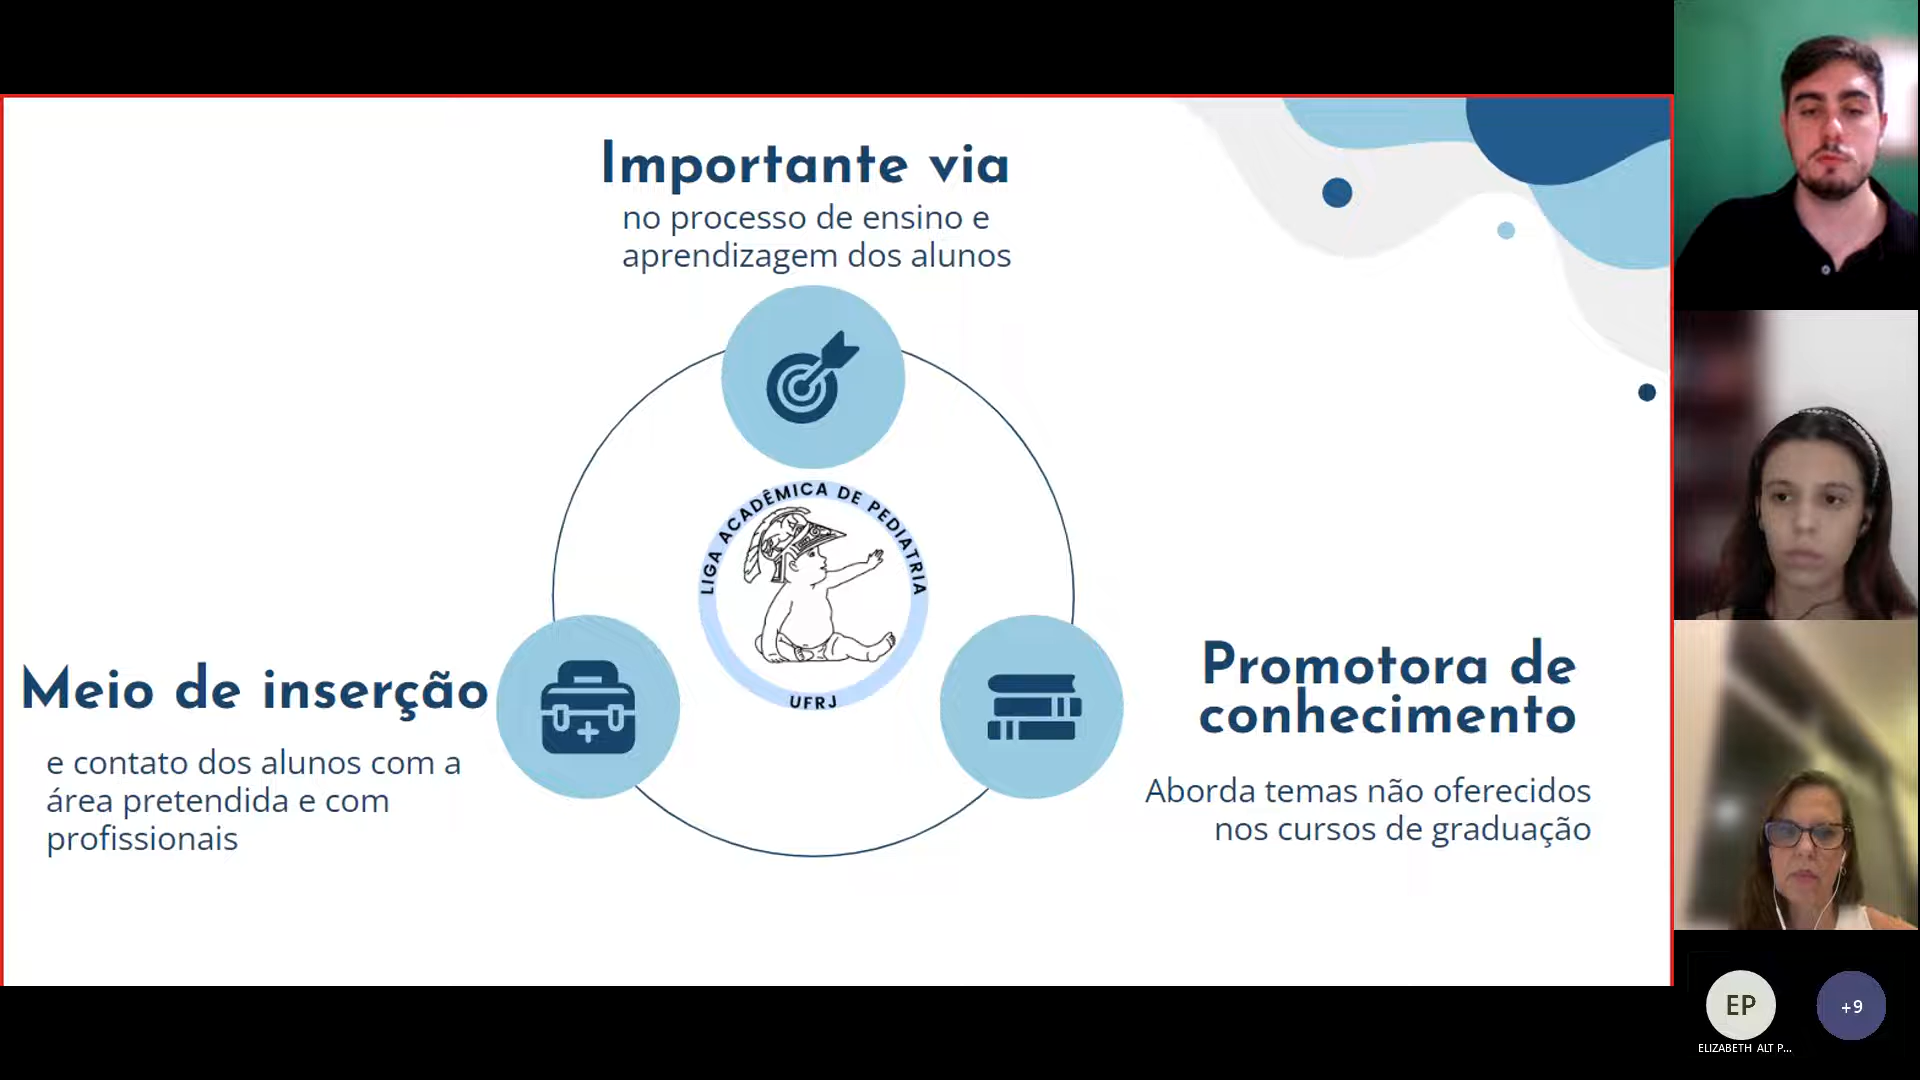 Importante via
no processo de ensino e
aprendizagem dos alunos
LIGA ACADÊMICA DE PEDIATRIA
UFRJ
Meio de inserção
e contato dos alunos com a
área pretendida e com
profissionais
Promotora de
conhecimento
Aborda temas não oferecidos
nos cursos de graduação
EP
+9
ELIZABETH ALT P...